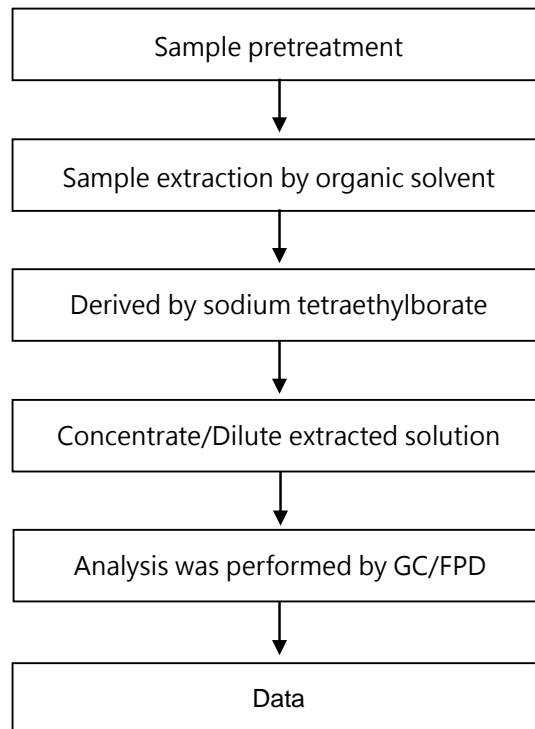 Sample pretreatment
Sample extraction by organic solvent
Derived by sodium tetraethylborate
Concentrate/Dilute extracted solution
Analysis was performed by GC/FPD
Data